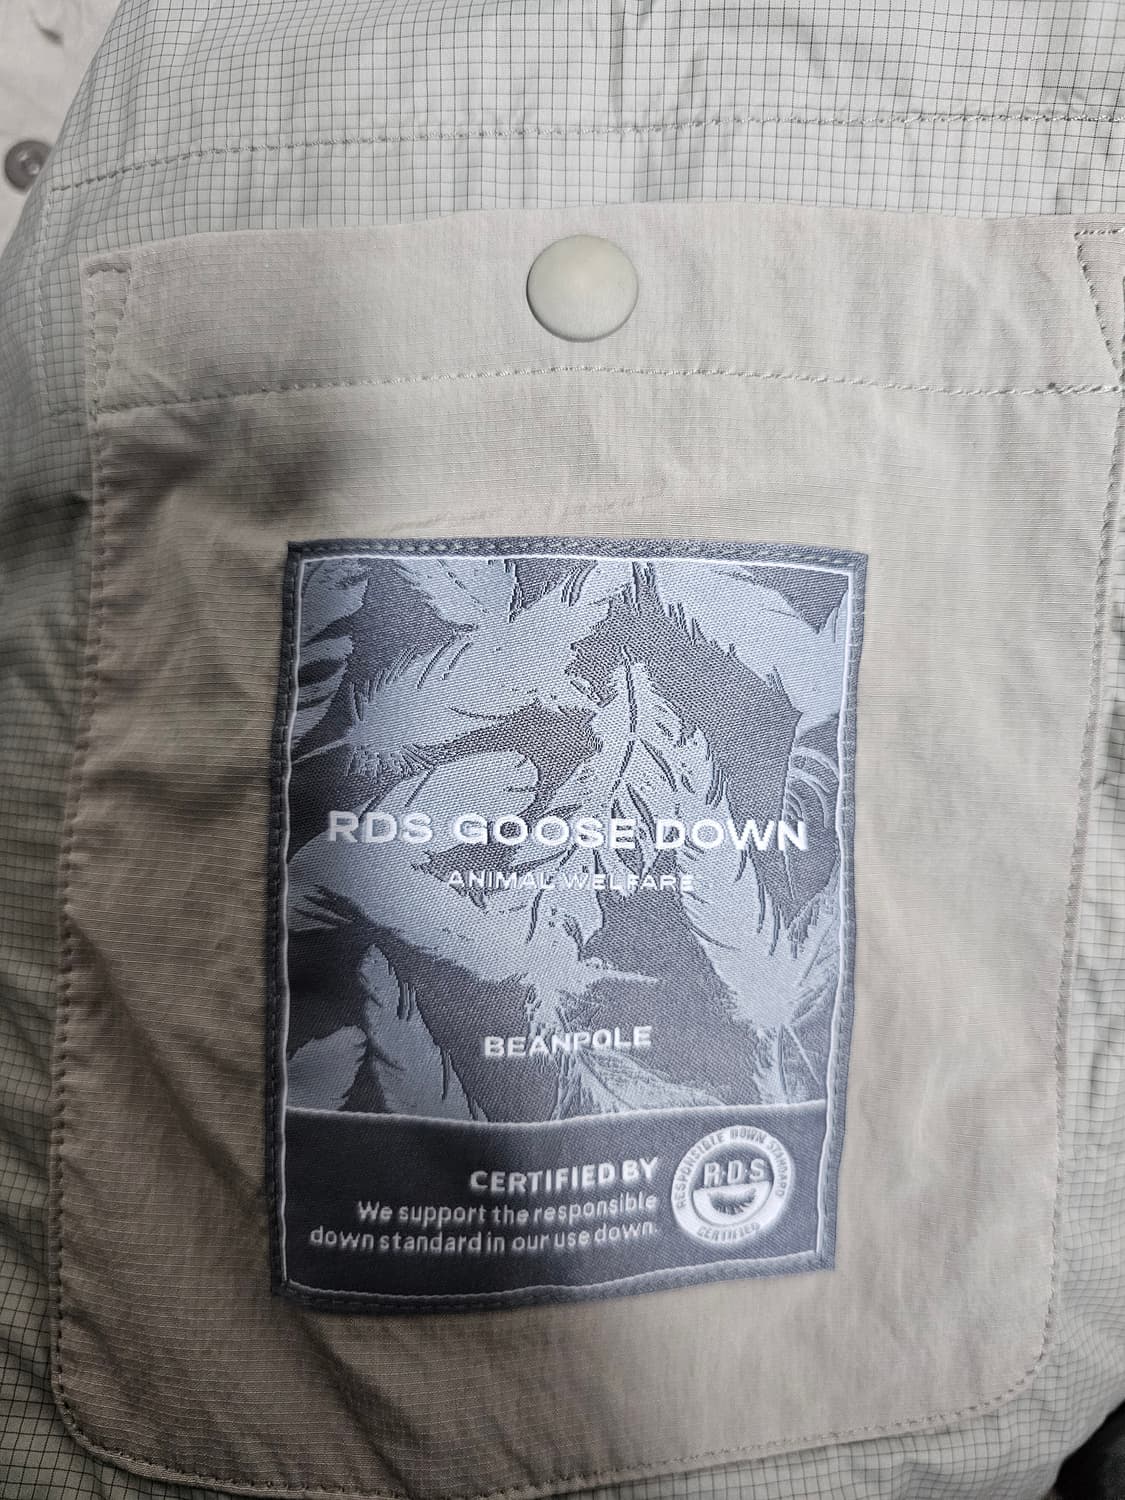 RDS GOOSE DOWN
ANIMAL WELFARE
BEANPOLE
CERTIFIED BY
We support the responsible
down standard in our use down.
RESPONSIBLE DOWN STANDARD
R·D·S
CERTIFIED